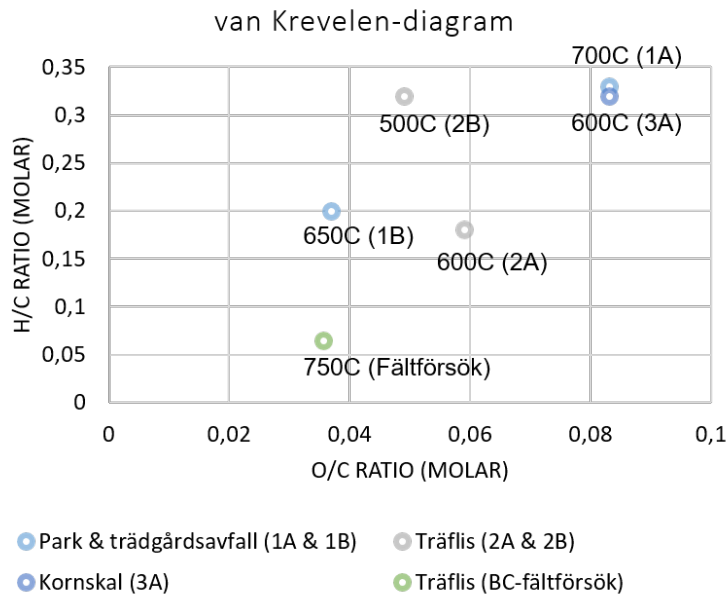 van Krevelen-diagram
700C (1A)
0,35
0,3
500C (2B)
600C (3A)
0,25
0,2
650C (1B)
600C (2A)
0,15
0,1
0,05
750C (Fältförsök)
0
H/C RATIO (MOLAR)
0
0,02
0,04
0,06
0,08
0,1
O/C RATIO (MOLAR)
Park & trädgårdsavfall (1A & 1B)
Träflis (2A & 2B)
Kornskal (3A)
Träflis (BC-fältförsök)